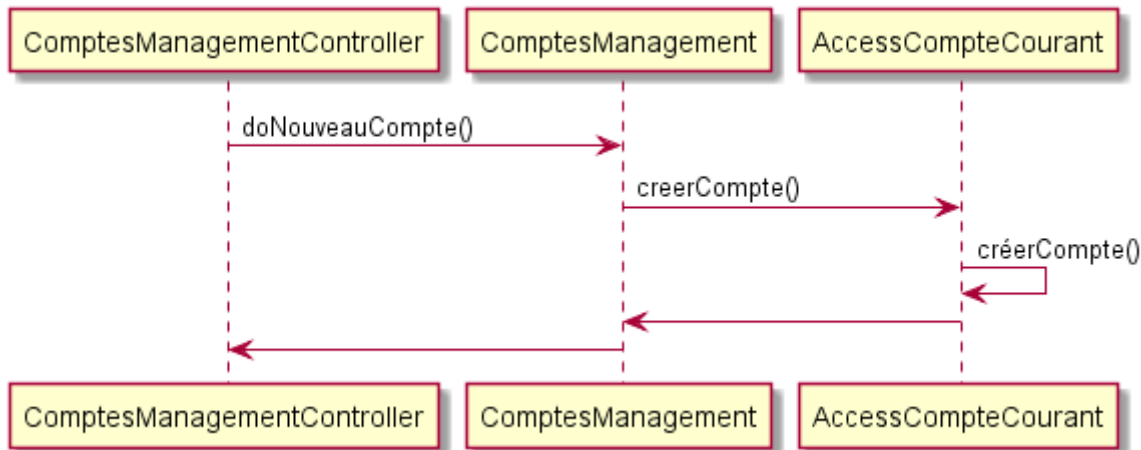 ComptesManagementController
ComptesManagement
AccessCompteCourant
doNouveauCompte()
creerCompte()
créerCompte()
ComptesManagementController
ComptesManagement
AccessCompteCourant